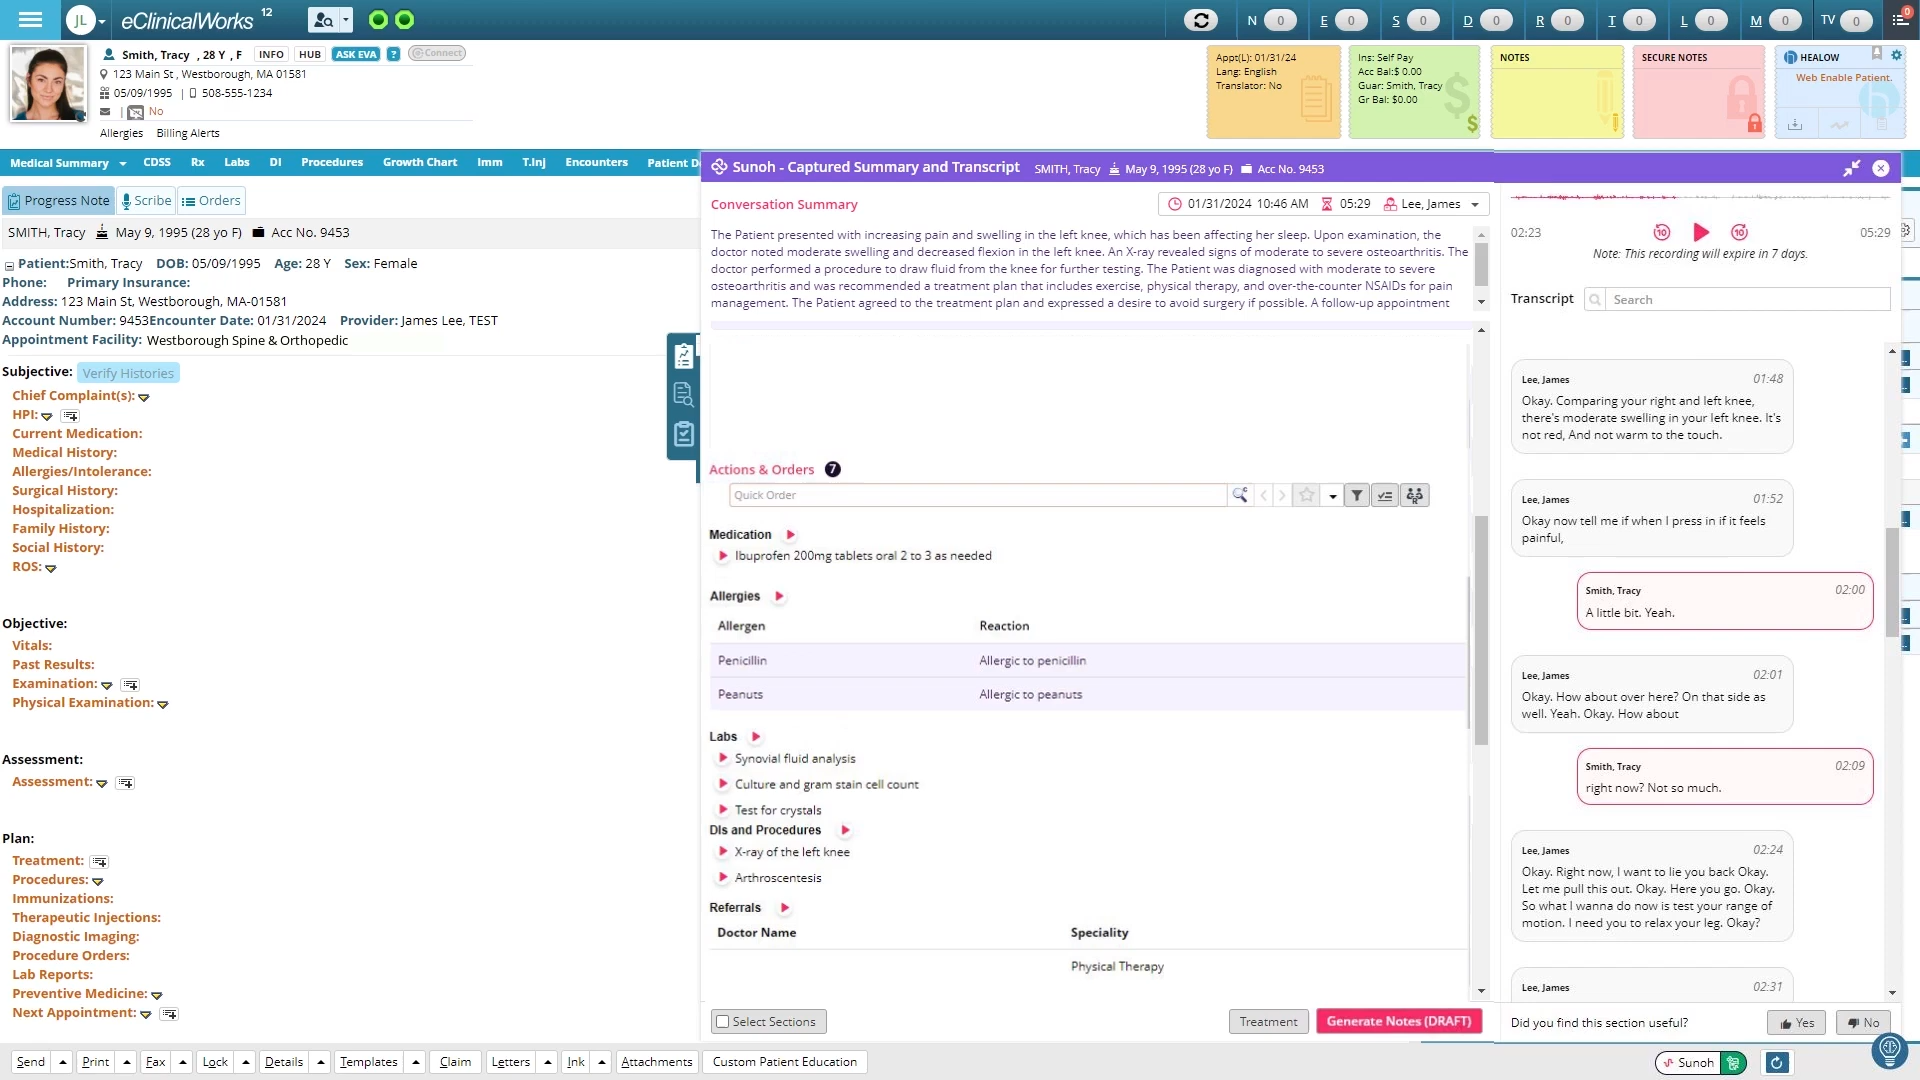 JL eClinicalWorks 12 N 0 E 0 S 0 D 0 R 0 T 0 L 0 M 0 TV 0 0
Smith, Tracy , 28 Y , F INFO HUB ASK EVA ? Connect
123 Main St , Westborough, MA 01581
05/09/1995 | 508-555-1234
| No
Allergies Billing Alerts
Appt(L): 01/31/24
Lang: English
Translator: No
Ins: Self Pay
Acc Bal:$ 0.00
Guar: Smith, Tracy
Gr Bal: $0.00
NOTES
SECURE NOTES
HEALOW
Web Enable Patient.
Medical Summary CDSS Rx Labs DI Procedures Growth Chart Imm T.Inj Encounters Patient D
Progress Note Scribe Orders
SMITH, Tracy May 9, 1995 (28 yo F) Acc No. 9453
Patient:Smith, Tracy DOB: 05/09/1995 Age: 28 Y Sex: Female
Phone: Primary Insurance:
Address: 123 Main St, Westborough, MA-01581
Account Number: 9453Encounter Date: 01/31/2024 Provider: James Lee, TEST
Appointment Facility: Westborough Spine & Orthopedic
Subjective: Verify Histories
Chief Complaint(s):
HPI:
Current Medication:
Medical History:
Allergies/Intolerance:
Surgical History:
Hospitalization:
Family History:
Social History:
ROS:
Objective:
Vitals:
Past Results:
Examination:
Physical Examination:
Assessment:
Assessment:
Plan:
Treatment:
Procedures:
Immunizations:
Therapeutic Injections:
Diagnostic Imaging:
Procedure Orders:
Lab Reports:
Preventive Medicine:
Next Appointment:
Sunoh - Captured Summary and Transcript SMITH, Tracy May 9, 1995 (28 yo F) Acc No. 9453
Conversation Summary 01/31/2024 10:46 AM 05:29 Lee, James
The Patient presented with increasing pain and swelling in the left knee, which has been affecting her sleep. Upon examination, the
doctor noted moderate swelling and decreased flexion in the left knee. An X-ray revealed signs of moderate to severe osteoarthritis. The
doctor performed a procedure to draw fluid from the knee for further testing. The Patient was diagnosed with moderate to severe
osteoarthritis and was recommended a treatment plan that includes exercise, physical therapy, and over-the-counter NSAIDs for pain
management. The Patient agreed to the treatment plan and expressed a desire to avoid surgery if possible. A follow-up appointment
Actions & Orders 7
Quick Order
Medication
Ibuprofen 200mg tablets oral 2 to 3 as needed
Allergies
Allergen Reaction
Penicillin Allergic to penicillin
Peanuts Allergic to peanuts
Labs
Synovial fluid analysis
Culture and gram stain cell count
Test for crystals
DIs and Procedures
X-ray of the left knee
Arthroscentesis
Referrals
Doctor Name Speciality
Physical Therapy
Select Sections Treatment Generate Notes (DRAFT)
02:23 10 10 05:29
Note: This recording will expire in 7 days.
Transcript Search
Lee, James 01:48
Okay. Comparing your right and left knee,
there's moderate swelling in your left knee. It's
not red, And not warm to the touch.
Lee, James 01:52
Okay now tell me if when I press in if it feels
painful,
Smith, Tracy 02:00
A little bit. Yeah.
Lee, James 02:01
Okay. How about over here? On that side as
well. Yeah. Okay. How about
Smith, Tracy 02:09
right now? Not so much.
Lee, James 02:24
Okay. Right now, I want to lie you back Okay.
Let me pull this out. Okay. Here you go. Okay.
So what I wanna do now is test your range of
motion. I need you to relax your leg. Okay?
Lee, James 02:31
Did you find this section useful? Yes No
Send Print Fax Lock Details Templates Claim Letters Ink Attachments Custom Patient Education Sunoh